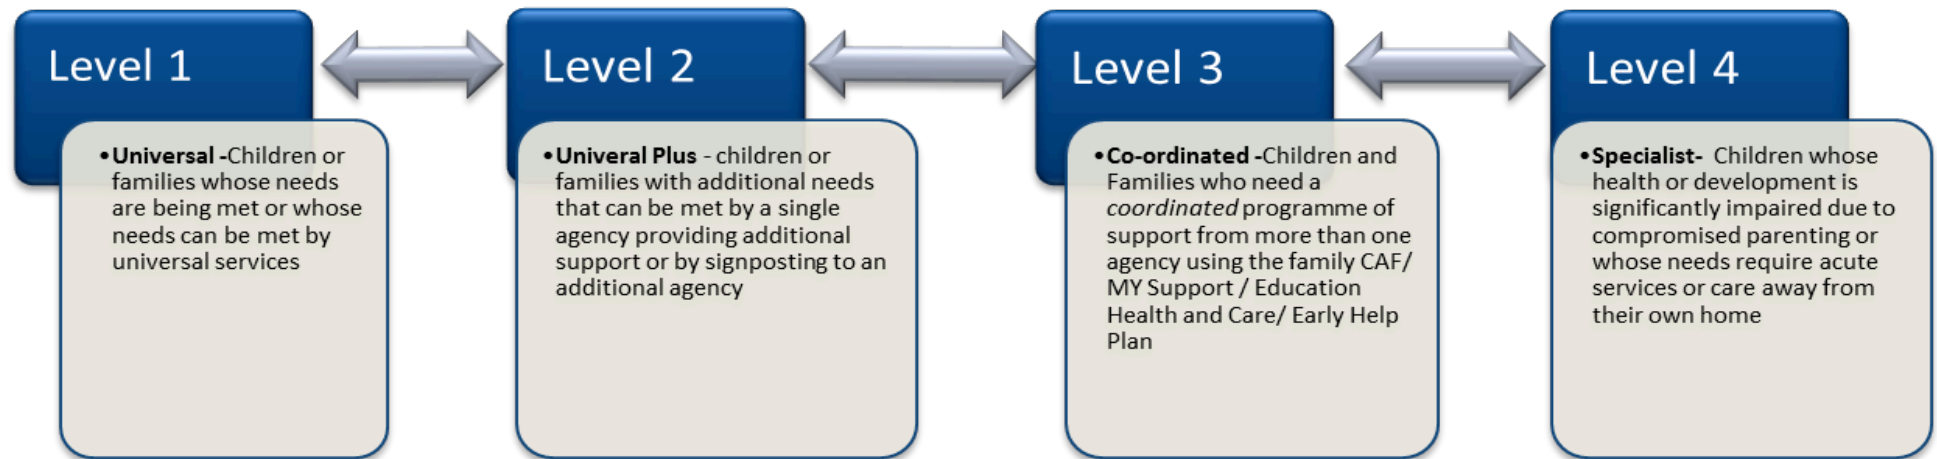 Level 1
•Universal -Children or
families whose needs
are being met or whose
needs can be met by
universal services
Level 2
•Univeral Plus - children or
families with additional needs
that can be met by a single
agency providing additional
support or by signposting to an
additional agency
Level 3
•Co-ordinated -Children and
Families who need a
coordinated programme of
support from more than one
agency using the family CAF/
MY Support / Education
Health and Care/ Early Help
Plan
Level 4
•Specialist- Children whose
health or development is
significantly impaired due to
compromised parenting or
whose needs require acute
services or care away from
their own home